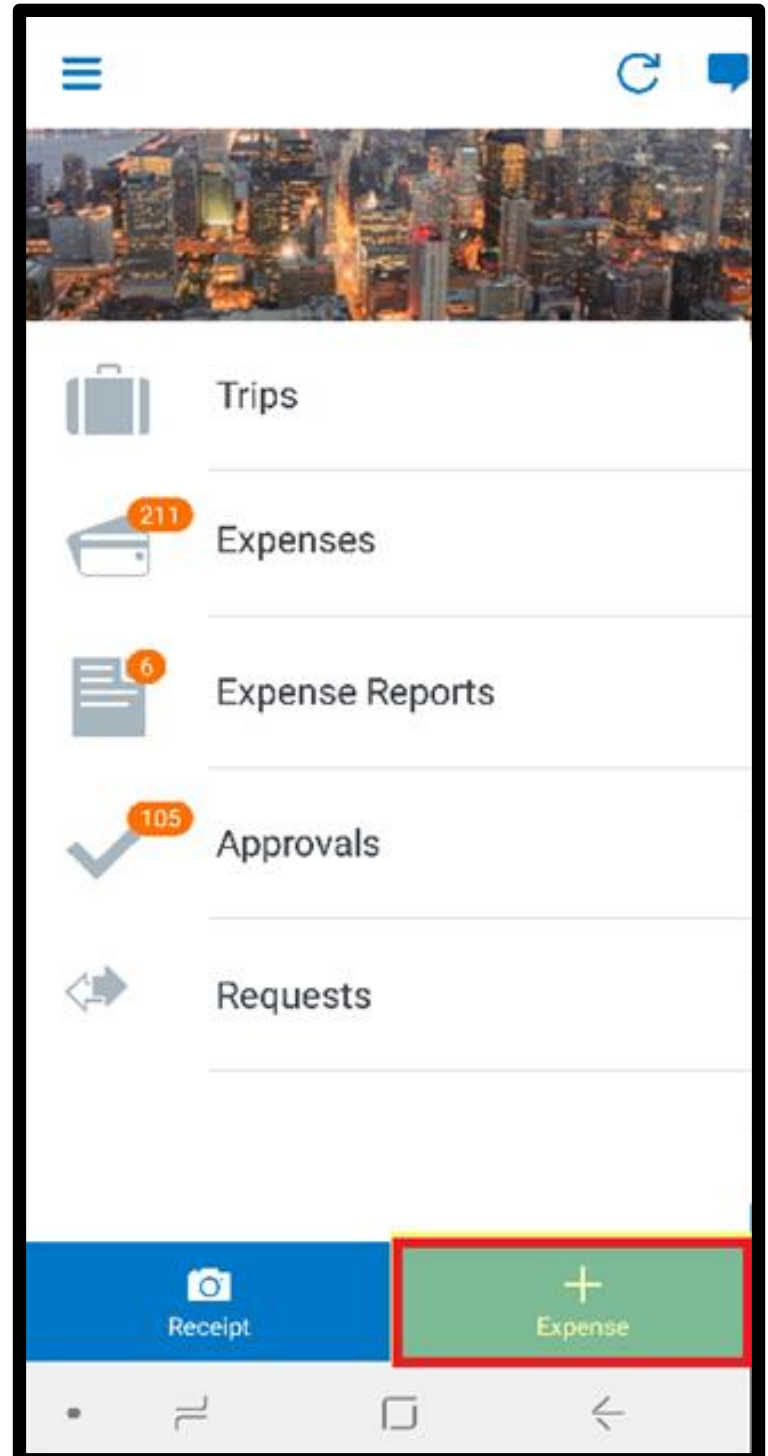 Trips
211
Expenses
6
Expense Reports
105
Approvals
Requests
Receipt
Expense